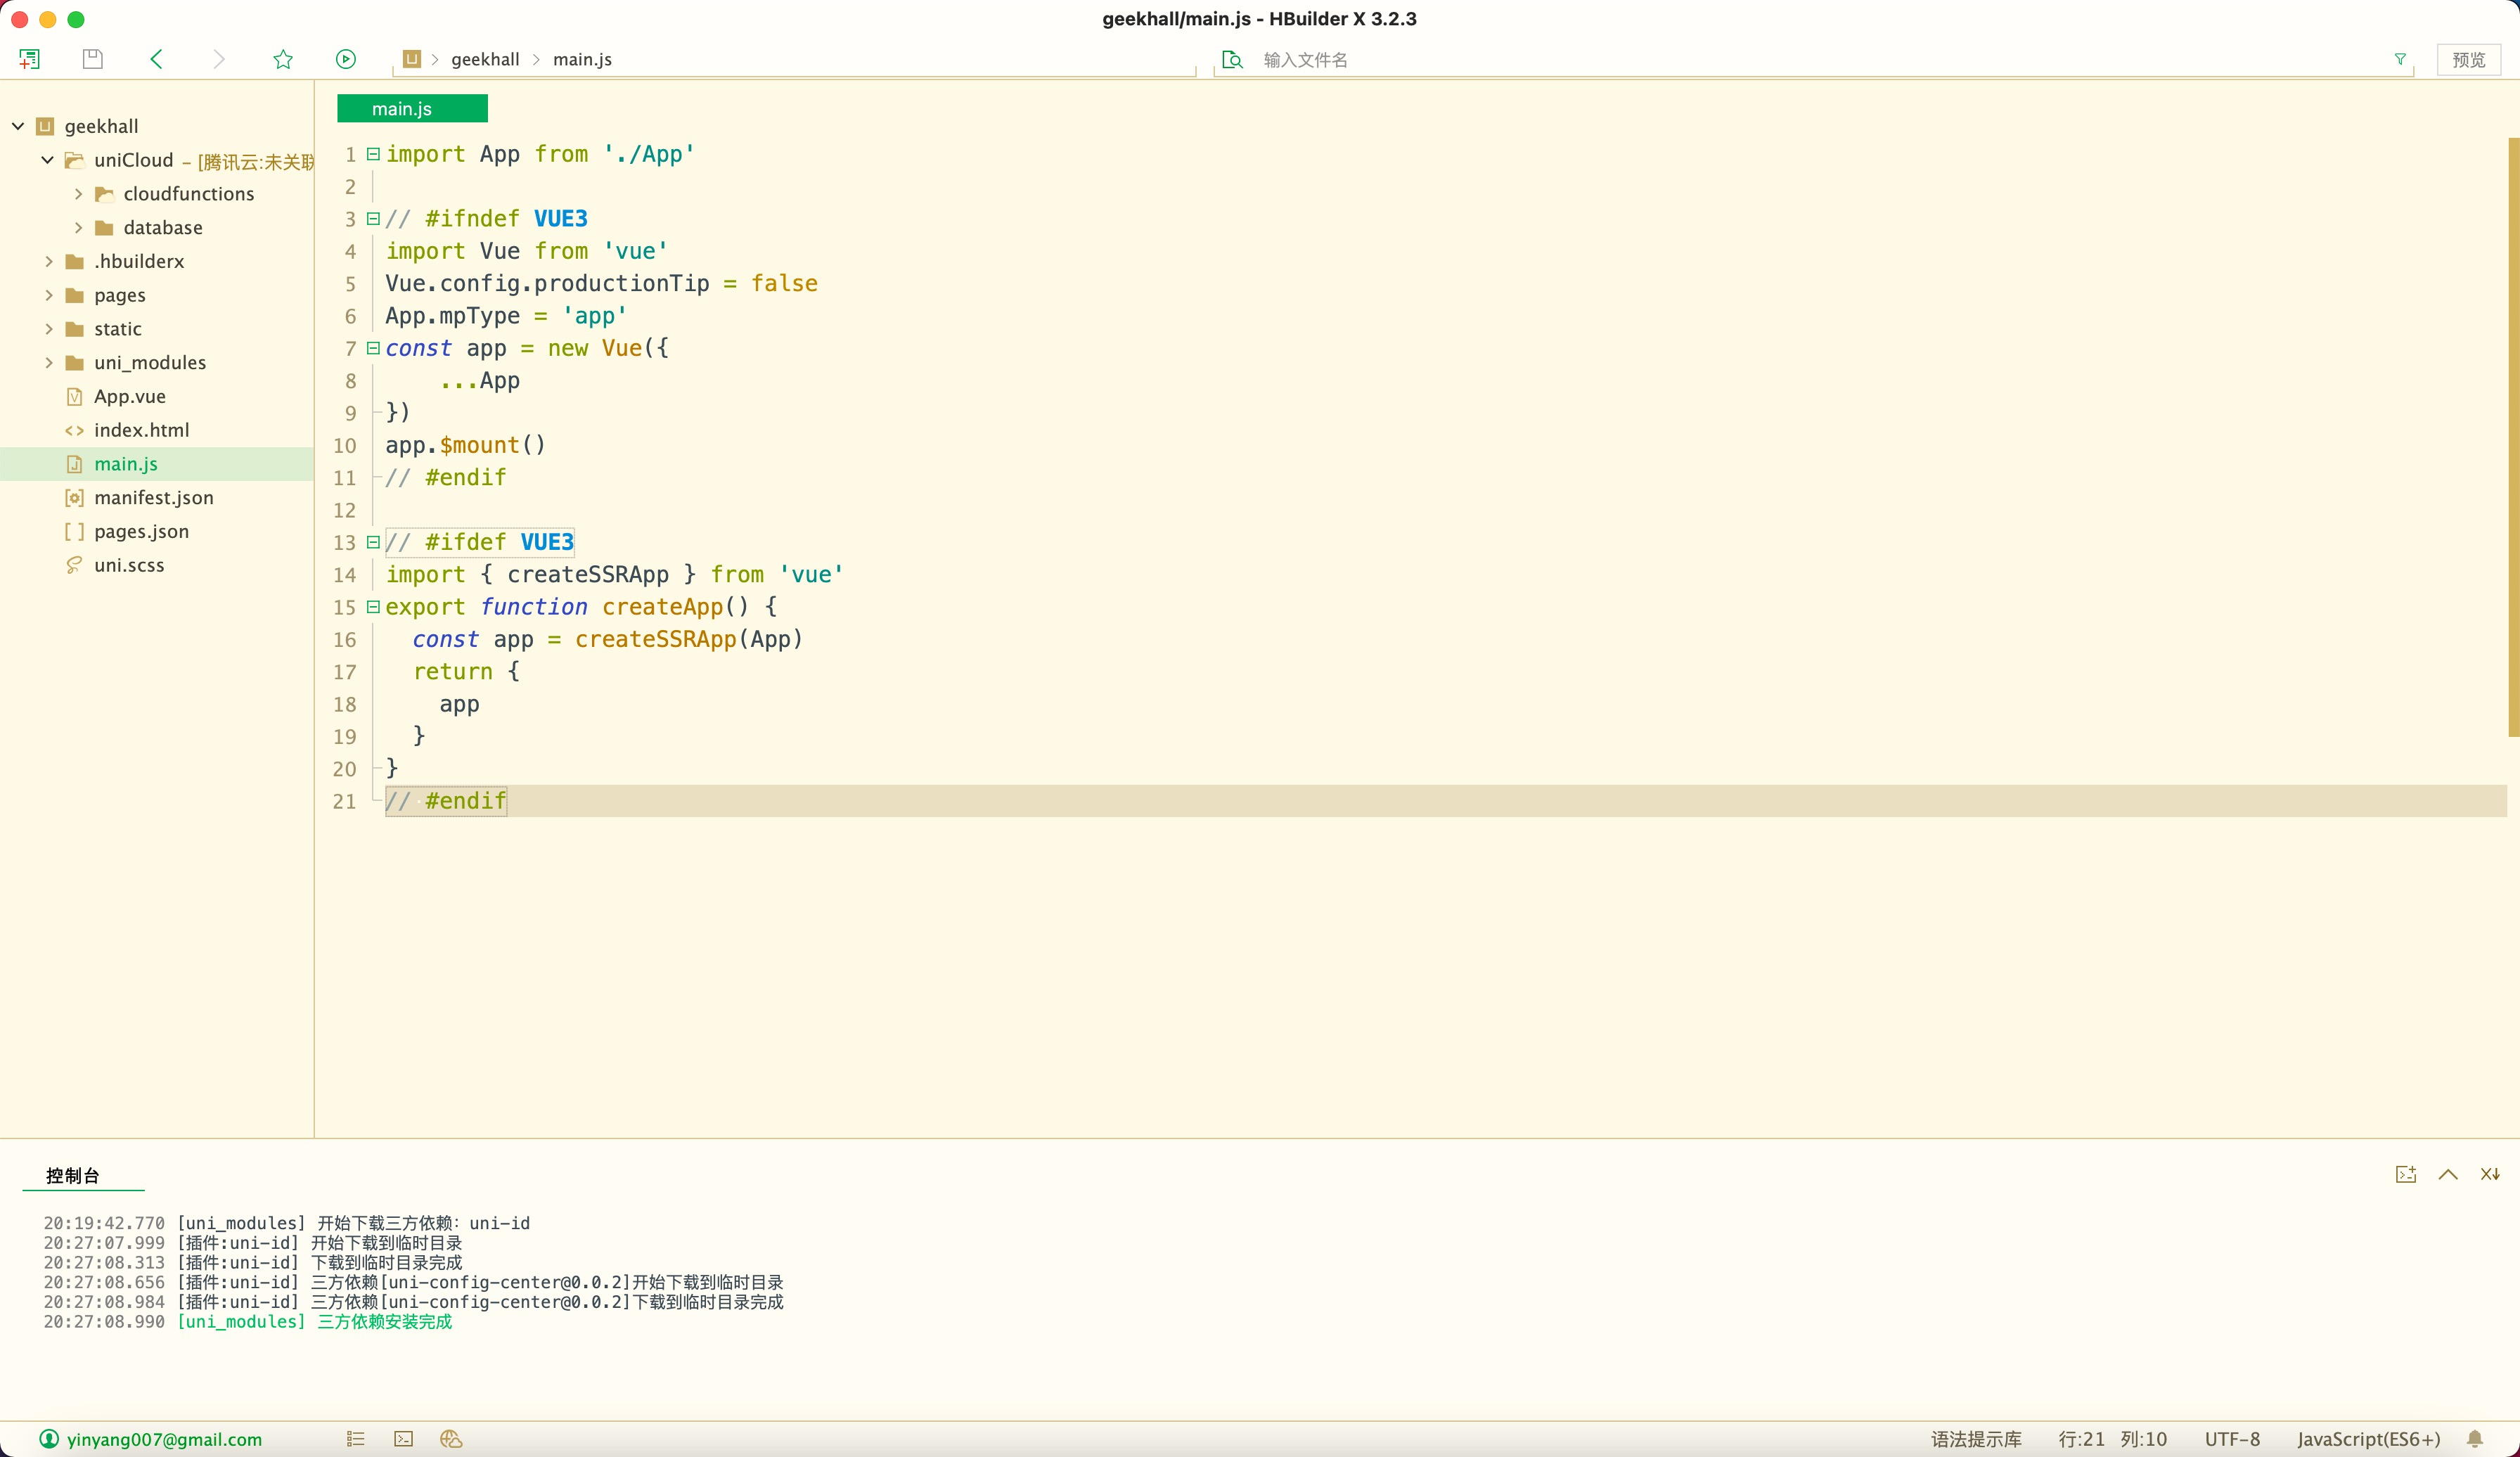 geekhall/main.js - HBuilder X 3.2.3
geekhall
main.js
输入文件名
预览
geekhall
uniCloud - [腾讯云:未关联
cloudfunctions
database
.hbuilderx
pages
static
uni_modules
App.vue
index.html
main.js
manifest.json
pages.json
uni.scss
main.js
1 import App from './App'
2
3 // #ifndef VUE3
4 import Vue from 'vue'
5 Vue.config.productionTip = false
6 App.mpType = 'app'
7 const app = new Vue({
8     ...App
9 })
10 app.$mount()
11 // #endif
12
13 // #ifdef VUE3
14 import { createSSRApp } from 'vue'
15 export function createApp() {
16   const app = createSSRApp(App)
17   return {
18     app
19   }
20 }
21 // #endif
控制台
20:19:42.770 [uni_modules] 开始下载三方依赖：uni-id
20:27:07.999 [插件:uni-id] 开始下载到临时目录
20:27:08.313 [插件:uni-id] 下载到临时目录完成
20:27:08.656 [插件:uni-id] 三方依赖[uni-config-center@0.0.2]开始下载到临时目录
20:27:08.984 [插件:uni-id] 三方依赖[uni-config-center@0.0.2]下载到临时目录完成
20:27:08.990 [uni_modules] 三方依赖安装完成
yinyang007@gmail.com
语法提示库 行:21 列:10 UTF-8 JavaScript(ES6+)